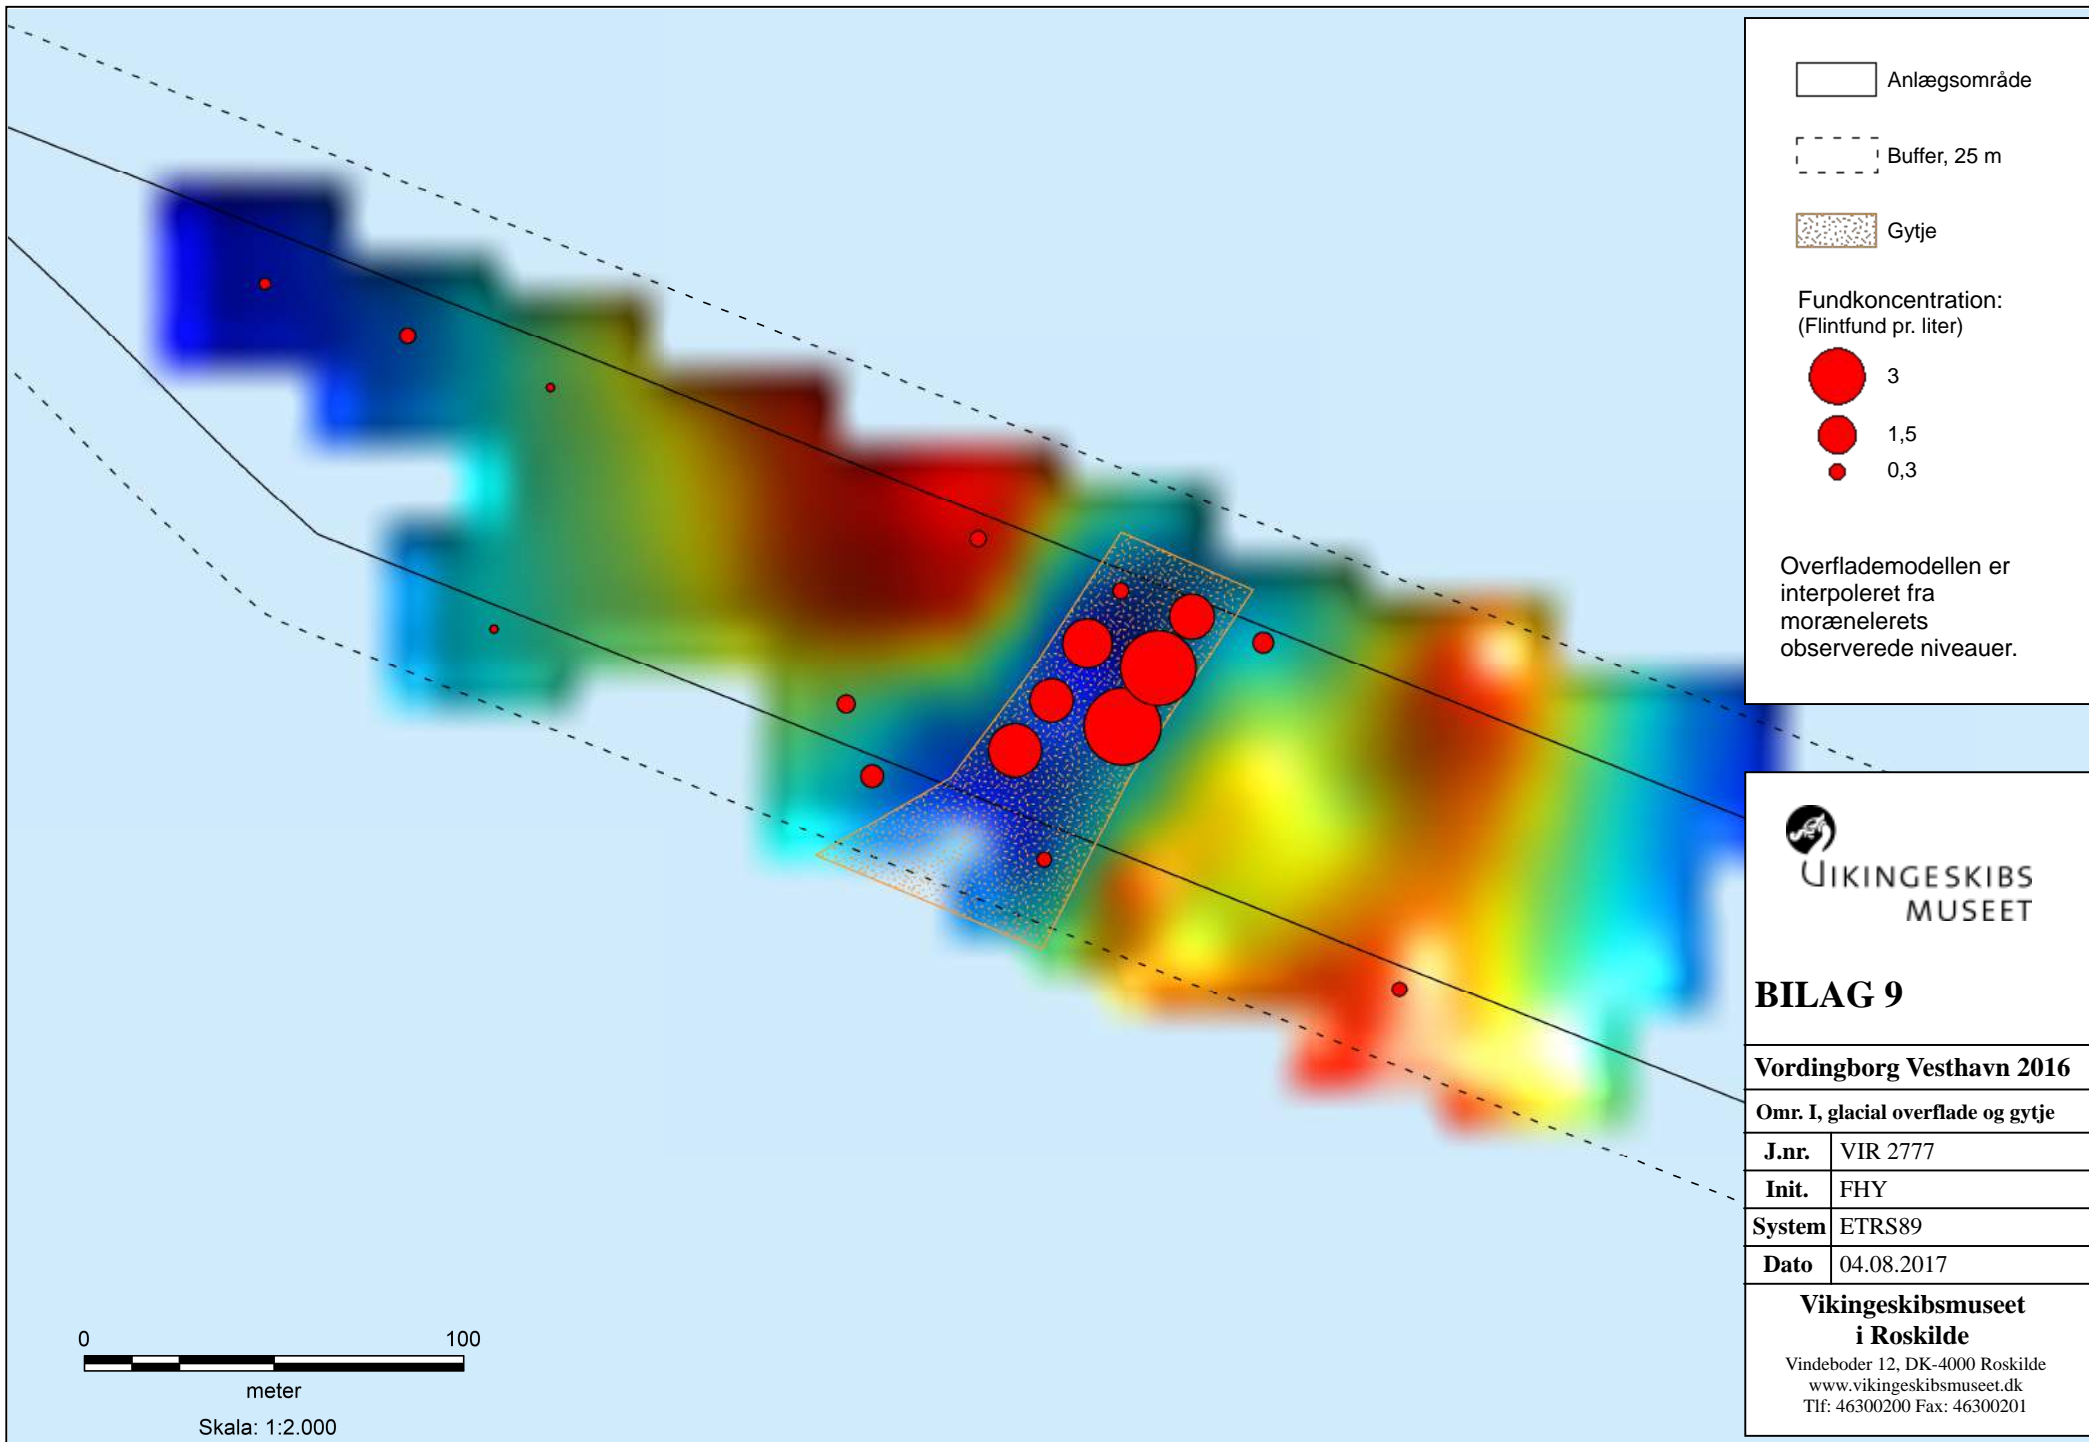 Anlægsområde
Buffer, 25 m
Gytje
Fundkoncentration:
(Flintfund pr. liter)
3
1,5
0,3
Overflademodellen er
interpoleret fra
morænelerets
observerede niveauer.
VIKINGESKIBS
MUSEET
BILAG 9
Vordingborg Vesthavn 2016
Omr. I, glacial overflade og gytje
J.nr. VIR 2777
Init. FHY
System ETRS89
Dato 04.08.2017
Vikingeskibsmuseet
i Roskilde
Vindeboder 12, DK-4000 Roskilde
www.vikingeskibsmuseet.dk
Tlf: 46300200 Fax: 46300201
0 100
meter
Skala: 1:2.000